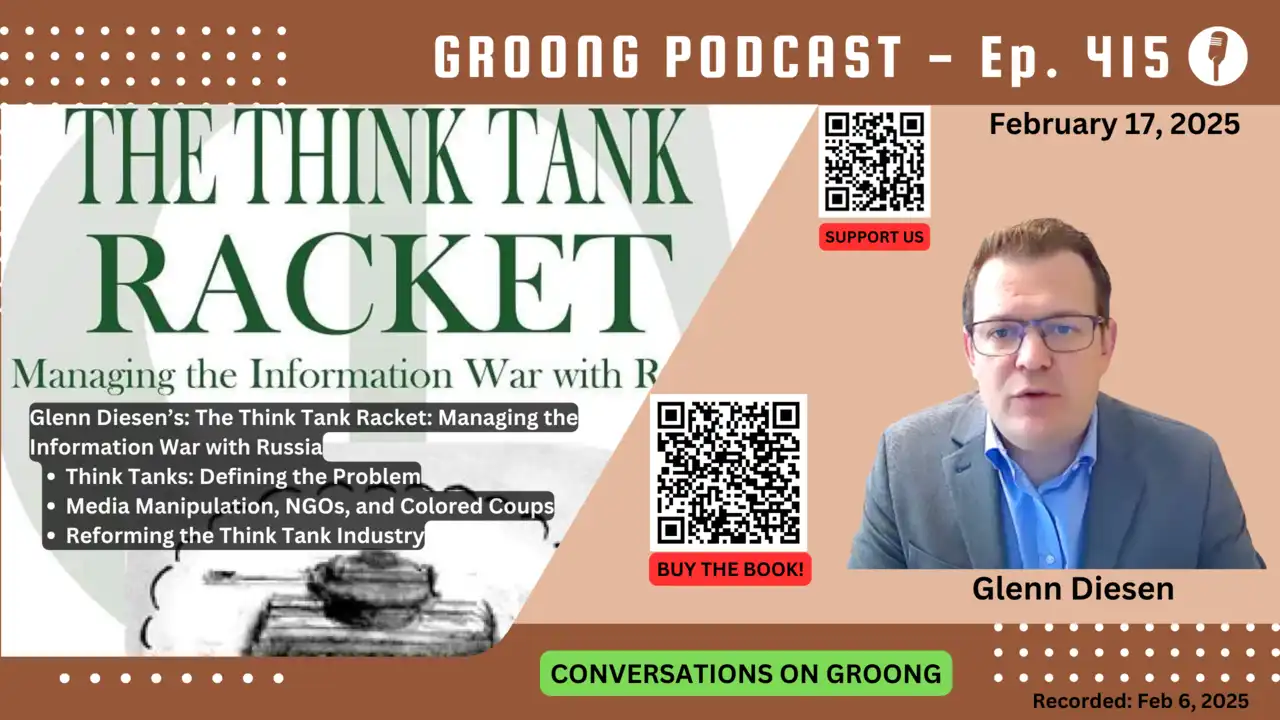 GROONG PODCAST - Ep. 415
February 17, 2025
THE THINK TANK
RACKET
Managing the Information War with R
SUPPORT US
Glenn Diesen's: The Think Tank Racket: Managing the
Information War with Russia
• Think Tanks: Defining the Problem
• Media Manipulation, NGOs, and Colored Coups
• Reforming the Think Tank Industry
BUY THE BOOK!
Glenn Diesen
CONVERSATIONS ON GROONG
Recorded: Feb 6, 2025